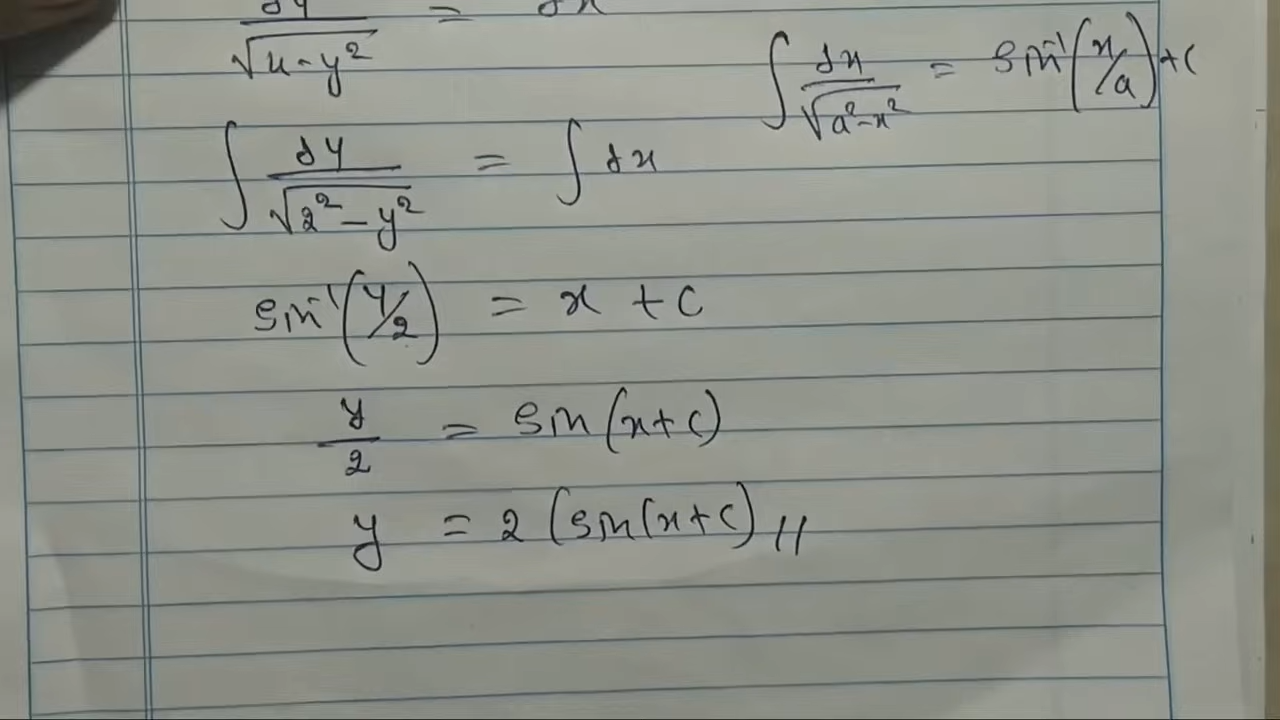 dy/√(4-y²) = dx
∫ dx/√(a²-x²) = sin⁻¹(x/a)+c
∫ dy/√(2²-y²) = ∫ dx
sin⁻¹(y/2) = x + c
y/2 = sin(x+c)
y = 2 (sin(x+c) //